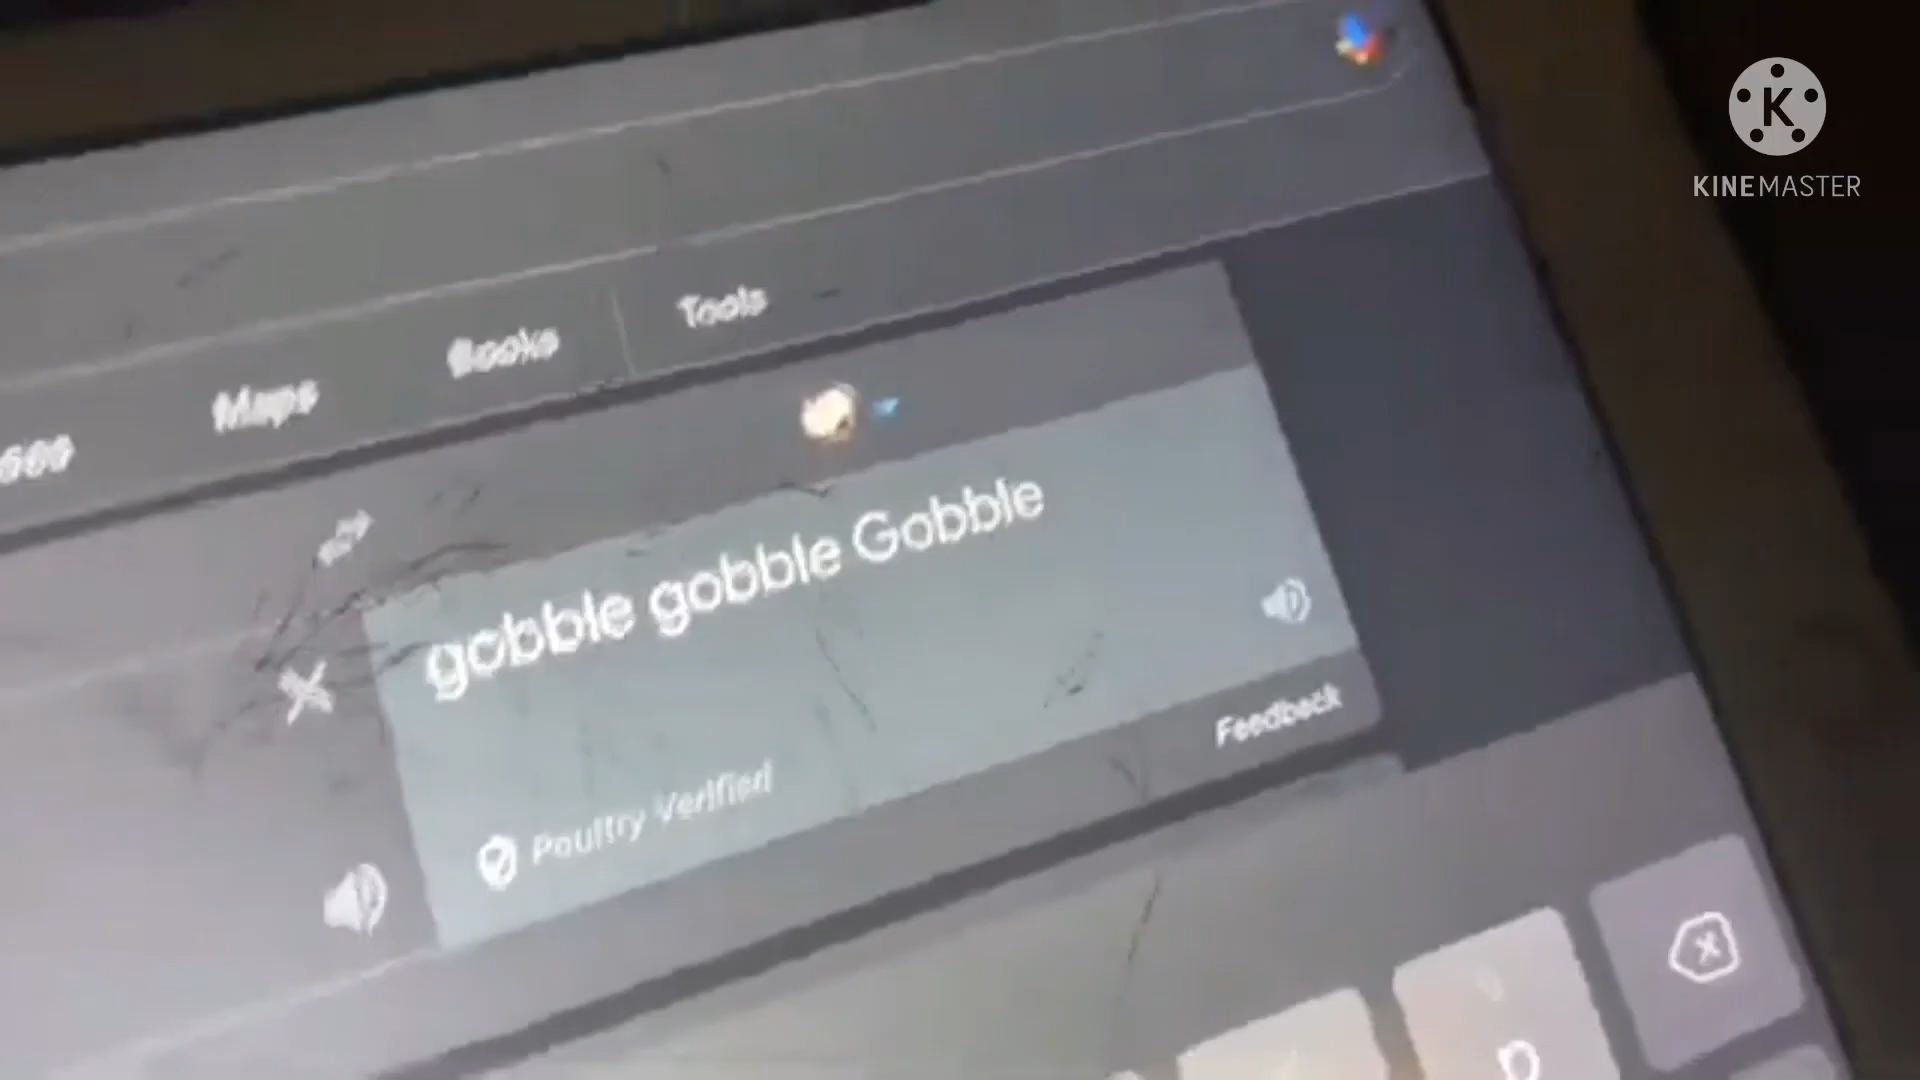 K
KINEMASTER
Maps Books Tools
gobble gobble Gobble
Poultry Verified
Feedback